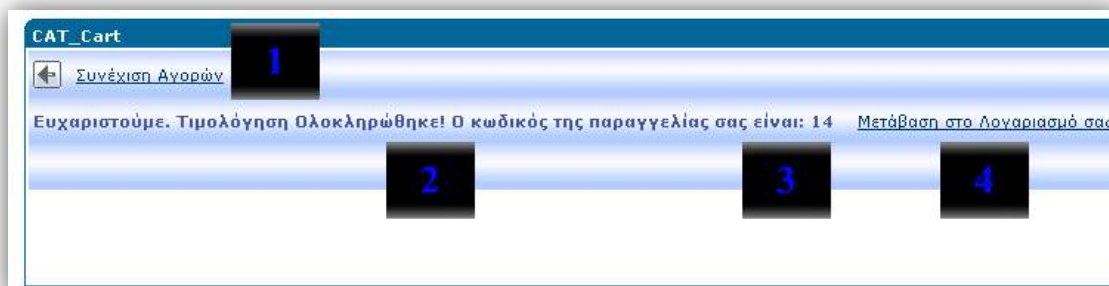 CAT_Cart
1
Συνέχιση Αγορών
Ευχαριστούμε. Τιμολόγηση Ολοκληρώθηκε! Ο κωδικός της παραγγελίας σας είναι: 14 Μετάβαση στο Λογαριασμό σας
2 3 4